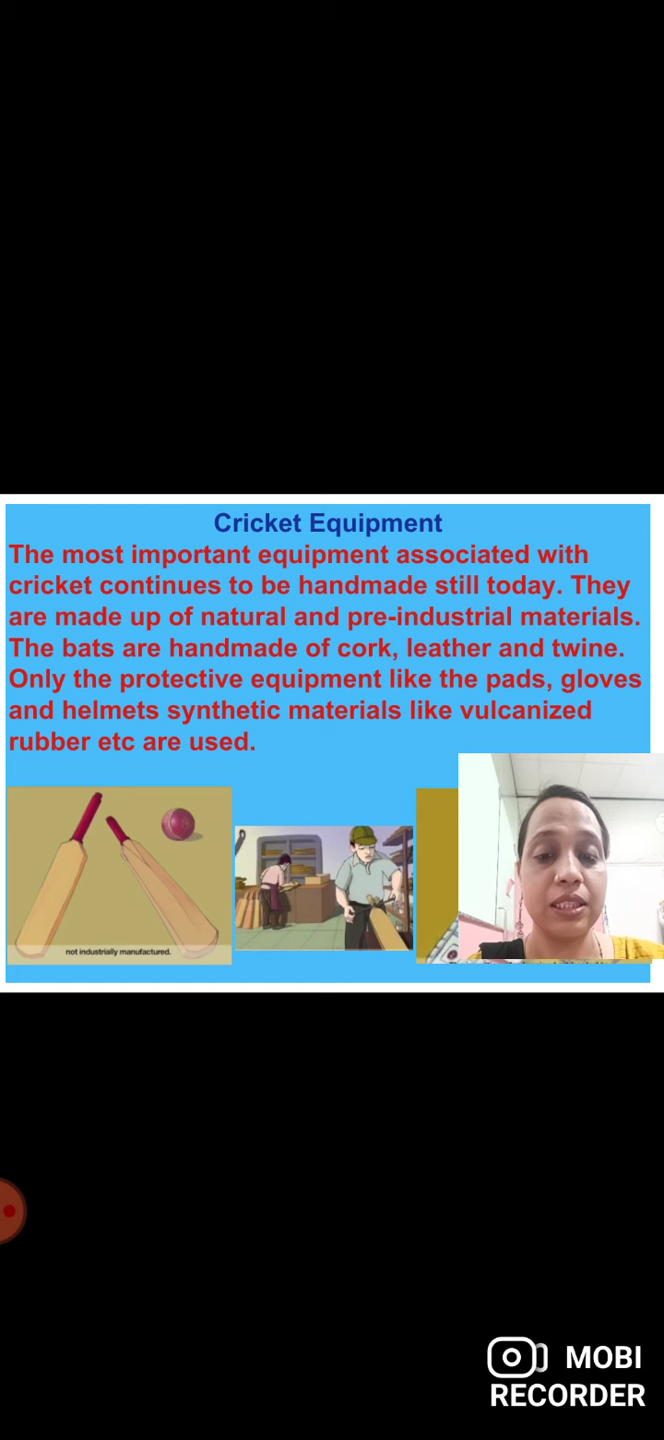 Cricket Equipment
The most important equipment associated with
cricket continues to be handmade still today. They
are made up of natural and pre-industrial materials.
The bats are handmade of cork, leather and twine.
Only the protective equipment like the pads, gloves
and helmets synthetic materials like vulcanized
rubber etc are used.
not industrially manufactured.
MOBI
RECORDER